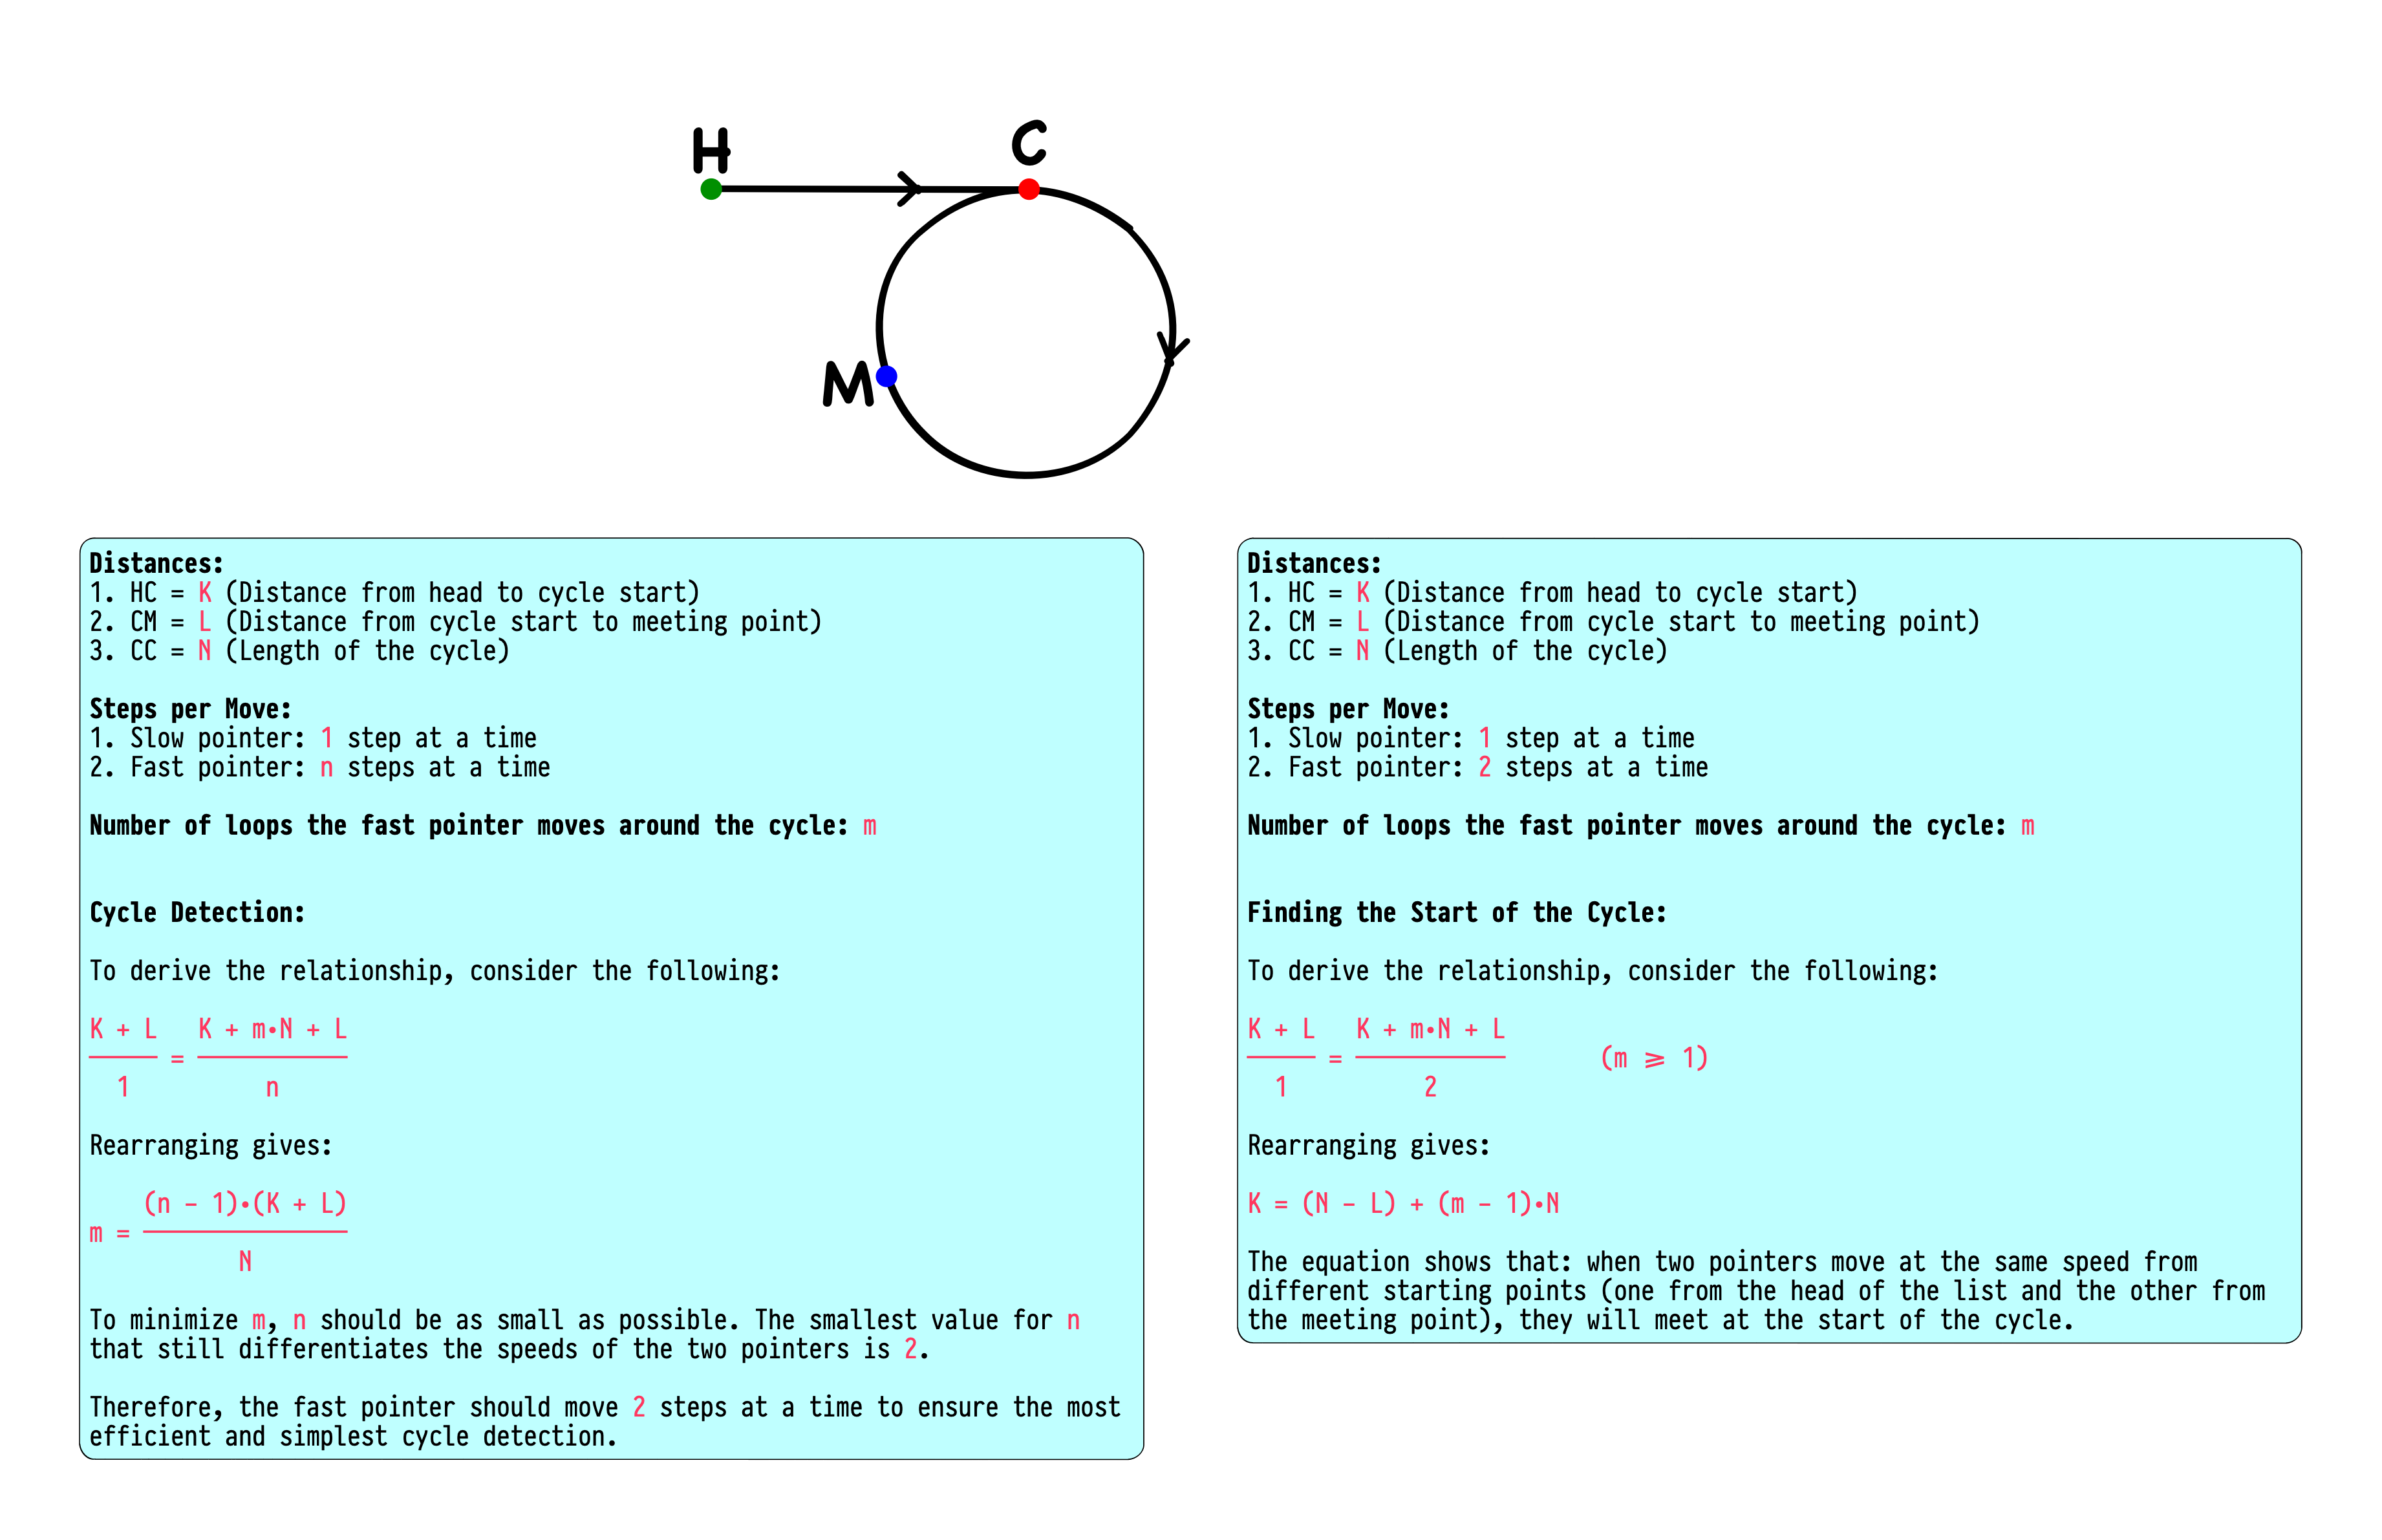 H
C
M
Distances:
1. HC = K (Distance from head to cycle start)
2. CM = L (Distance from cycle start to meeting point)
3. CC = N (Length of the cycle)
Steps per Move:
1. Slow pointer: 1 step at a time
2. Fast pointer: n steps at a time
Number of loops the fast pointer moves around the cycle: m
Cycle Detection:
To derive the relationship, consider the following:
K + L   K + m•N + L
=
1   n
Rearranging gives:
(n − 1)•(K + L)
m =
N
To minimize m, n should be as small as possible. The smallest value for n
that still differentiates the speeds of the two pointers is 2.
Therefore, the fast pointer should move 2 steps at a time to ensure the most
efficient and simplest cycle detection.
Distances:
1. HC = K (Distance from head to cycle start)
2. CM = L (Distance from cycle start to meeting point)
3. CC = N (Length of the cycle)
Steps per Move:
1. Slow pointer: 1 step at a time
2. Fast pointer: 2 steps at a time
Number of loops the fast pointer moves around the cycle: m
Finding the Start of the Cycle:
To derive the relationship, consider the following:
K + L   K + m•N + L
=   (m ⩾ 1)
1   2
Rearranging gives:
K = (N − L) + (m − 1)•N
The equation shows that: when two pointers move at the same speed from
different starting points (one from the head of the list and the other from
the meeting point), they will meet at the start of the cycle.